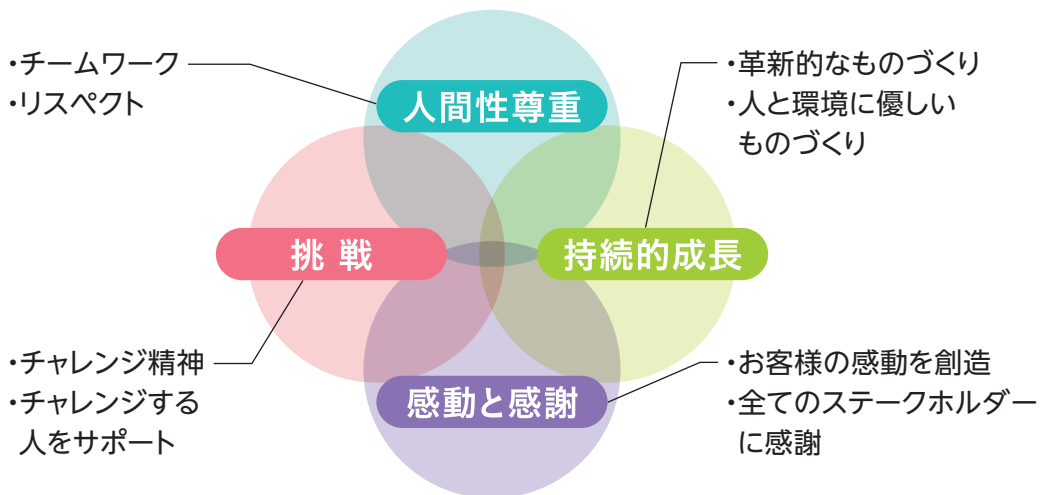 ・チームワーク
・リスペクト
人間性尊重
・革新的なものづくり
・人と環境に優しい
ものづくり
挑 戦
持続的成長
・チャレンジ精神
・チャレンジする
人をサポート
感動と感謝
・お客様の感動を創造
・全てのステークホルダー
に感謝